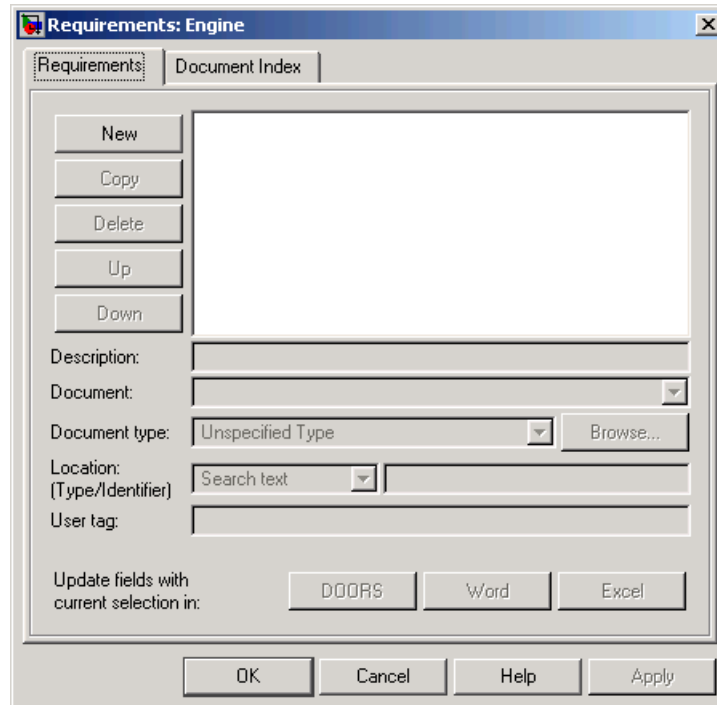 Requirements: Engine
Requirements
Document Index
New
Copy
Delete
Up
Down
Description:
Document:
Document type: Unspecified Type Browse...
Location:
(Type/Identifier) Search text
User tag:
Update fields with
current selection in: DOORS Word Excel
OK Cancel Help Apply